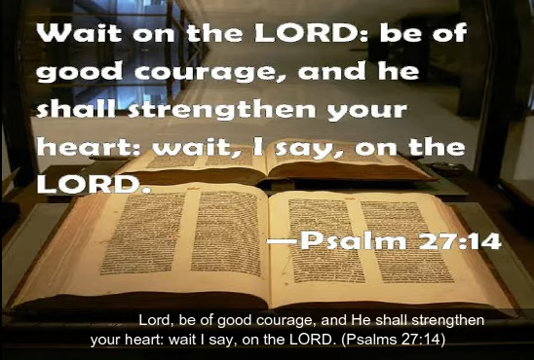 Wait on the LORD: be of
good courage, and he
shall strengthen your
heart: wait, I say, on the
LORD.
—Psalm 27:14
Lord, be of good courage, and He shall strengthen
your heart: wait I say, on the LORD. (Psalms 27:14)